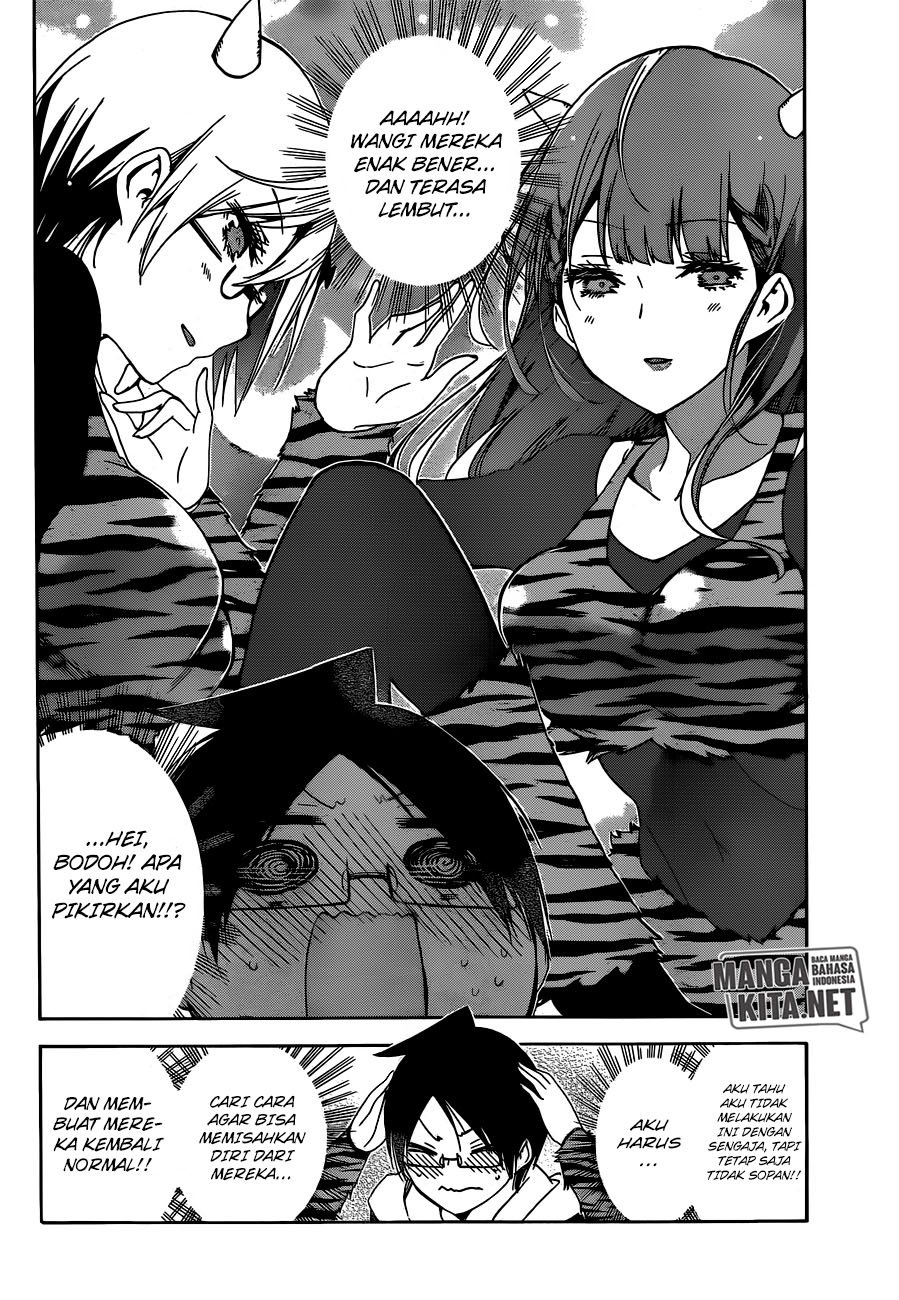 AAAAHH!
WANGI MEREKA
ENAK BENER...
DAN TERASA
LEMBUT...
...HEI,
BODOH! APA
YANG AKU
PIKIRKAN!!?
MANGA
KITA.NET
BACA MANGA
BAHASA
INDONESIA
AKU TAHU
AKU TIDAK
MELAKUKAN
INI DENGAN
SENGAJA, TAPI
TETAP SAJA
TIDAK SOPAN!!
AKU
HARUS
...
CARI CARA
AGAR BISA
MEMISAHKAN
DIRI DARI
MEREKA...
DAN MEM-
BUAT MERE-
KA KEMBALI
NORMAL!!